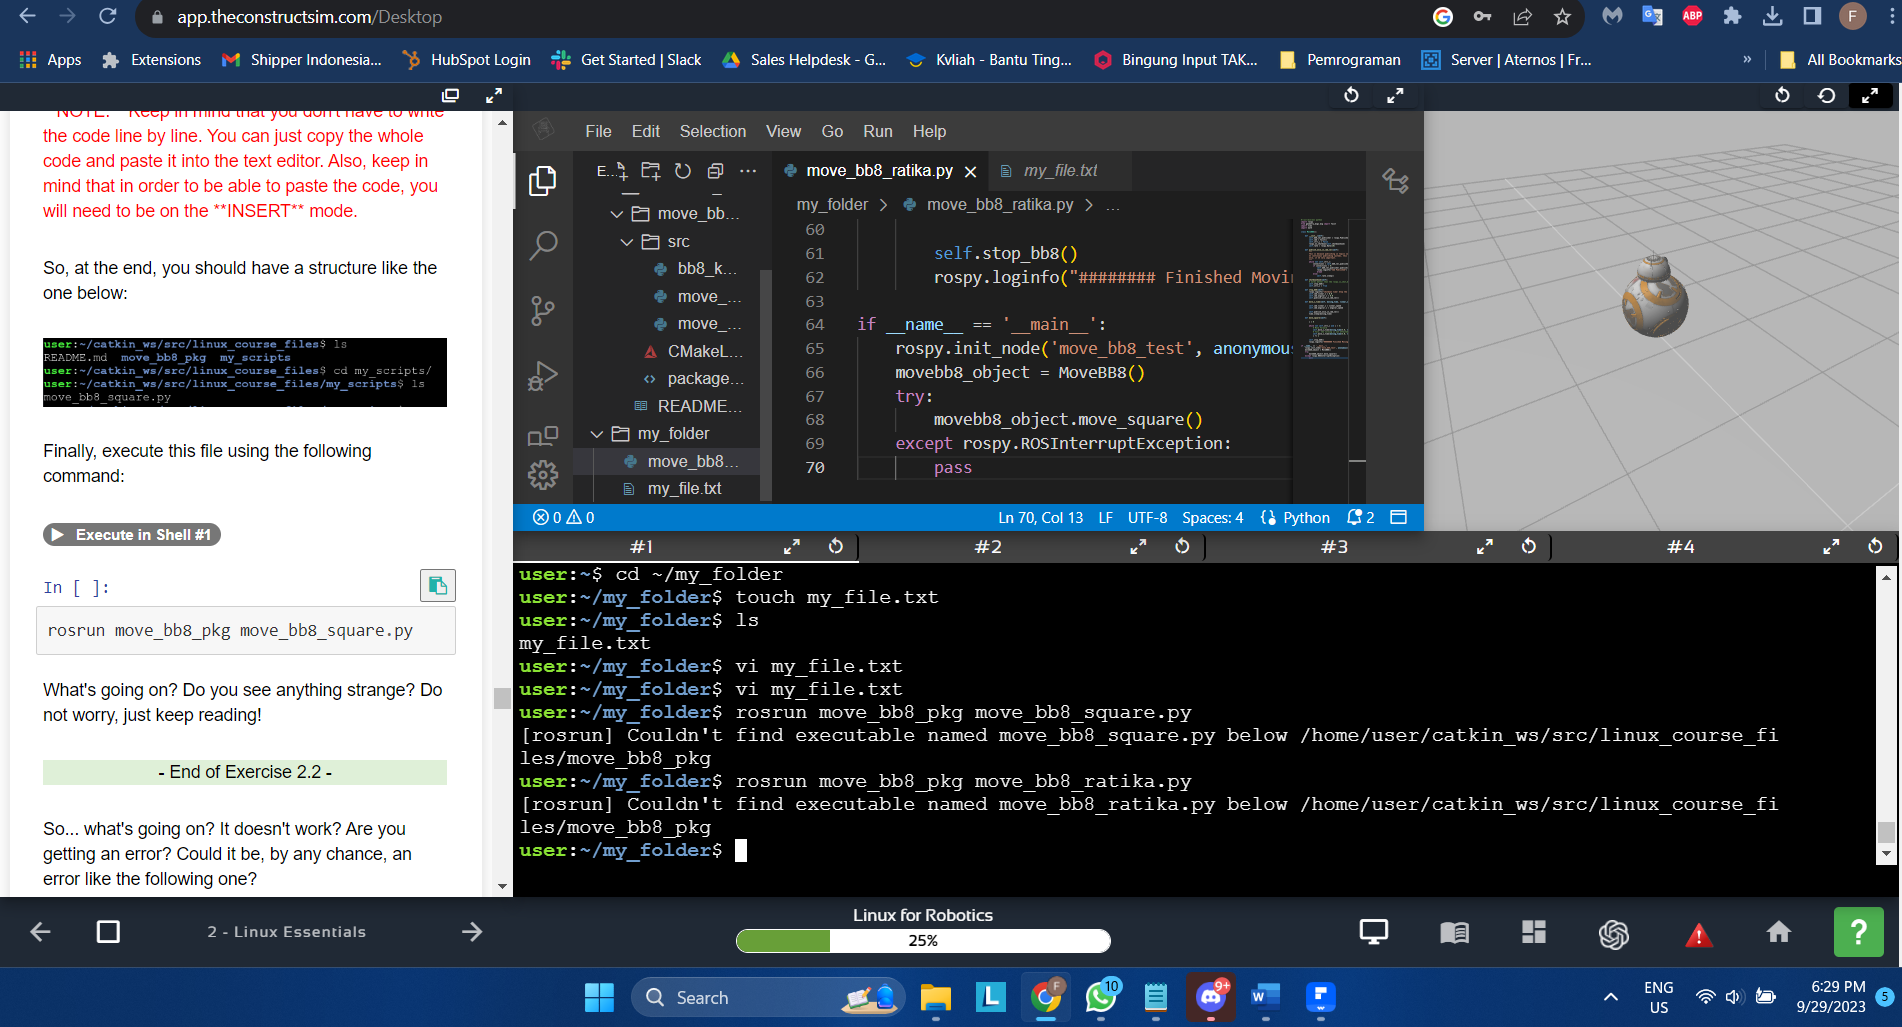 app.theconstructsim.com/Desktop
Apps
Extensions
Shipper Indonesia...
HubSpot Login
Get Started | Slack
Sales Helpdesk - G...
Kvliah - Bantu Ting...
Bingung Input TAK...
Pemrograman
Server | Aternos | Fr...
»
All Bookmarks
**NOTE:** Keep in mind that you don't have to write
the code line by line. You can just copy the whole
code and paste it into the text editor. Also, keep in
mind that in order to be able to paste the code, you
will need to be on the **INSERT** mode.
So, at the end, you should have a structure like the
one below:
user:~/catkin_ws/src/linux_course_files$ ls
README.md move_bb8_pkg my_scripts
user:~/catkin_ws/src/linux_course_files$ cd my_scripts/
user:~/catkin_ws/src/linux_course_files/my_scripts$ ls
move_bb8_square.py
Finally, execute this file using the following
command:
Execute in Shell #1
In [ ]:
rosrun move_bb8_pkg move_bb8_square.py
What's going on? Do you see anything strange? Do
not worry, just keep reading!
- End of Exercise 2.2 -
So... what's going on? It doesn't work? Are you
getting an error? Could it be, by any chance, an
error like the following one?
File Edit Selection View Go Run Help
E...
move_bb...
src
bb8_k...
move_...
move_...
CMakeL...
package...
README...
my_folder
move_bb8...
my_file.txt
move_bb8_ratika.py
my_file.txt
my_folder > move_bb8_ratika.py > ...
60
61 self.stop_bb8()
62 rospy.loginfo("######## Finished Movi
63
64 if __name__ == '__main__':
65 rospy.init_node('move_bb8_test', anonymou
66 movebb8_object = MoveBB8()
67 try:
68 movebb8_object.move_square()
69 except rospy.ROSInterruptException:
70 pass
0 0
Ln 70, Col 13 LF UTF-8 Spaces: 4 Python 2
#1
#2
#3
#4
user:~$ cd ~/my_folder
user:~/my_folder$ touch my_file.txt
user:~/my_folder$ ls
my_file.txt
user:~/my_folder$ vi my_file.txt
user:~/my_folder$ vi my_file.txt
user:~/my_folder$ rosrun move_bb8_pkg move_bb8_square.py
[rosrun] Couldn't find executable named move_bb8_square.py below /home/user/catkin_ws/src/linux_course_fi
les/move_bb8_pkg
user:~/my_folder$ rosrun move_bb8_pkg move_bb8_ratika.py
[rosrun] Couldn't find executable named move_bb8_ratika.py below /home/user/catkin_ws/src/linux_course_fi
les/move_bb8_pkg
user:~/my_folder$
2 - Linux Essentials
Linux for Robotics
25%
?
Search
F
10
9+
ENG
US
6:29 PM
9/29/2023
5